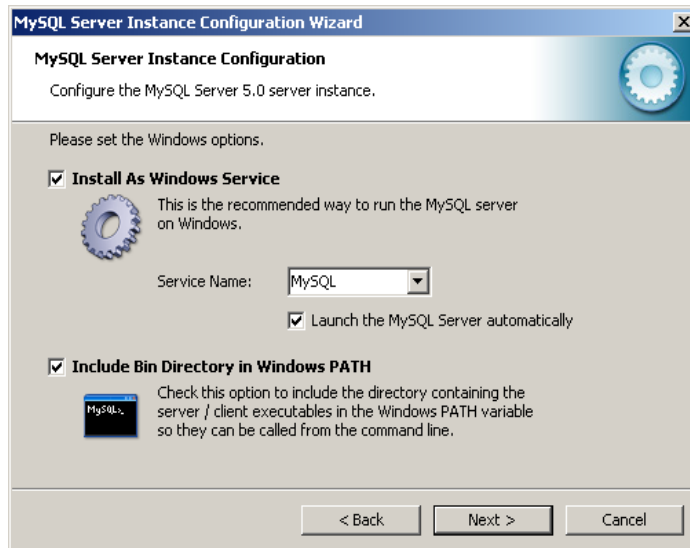 MySQL Server Instance Configuration Wizard
MySQL Server Instance Configuration
Configure the MySQL Server 5.0 server instance.
Please set the Windows options.
Install As Windows Service
This is the recommended way to run the MySQL server
on Windows.
Service Name:
MySQL
Launch the MySQL Server automatically
Include Bin Directory in Windows PATH
MySQL>_
Check this option to include the directory containing the
server / client executables in the Windows PATH variable
so they can be called from the command line.
< Back
Next >
Cancel